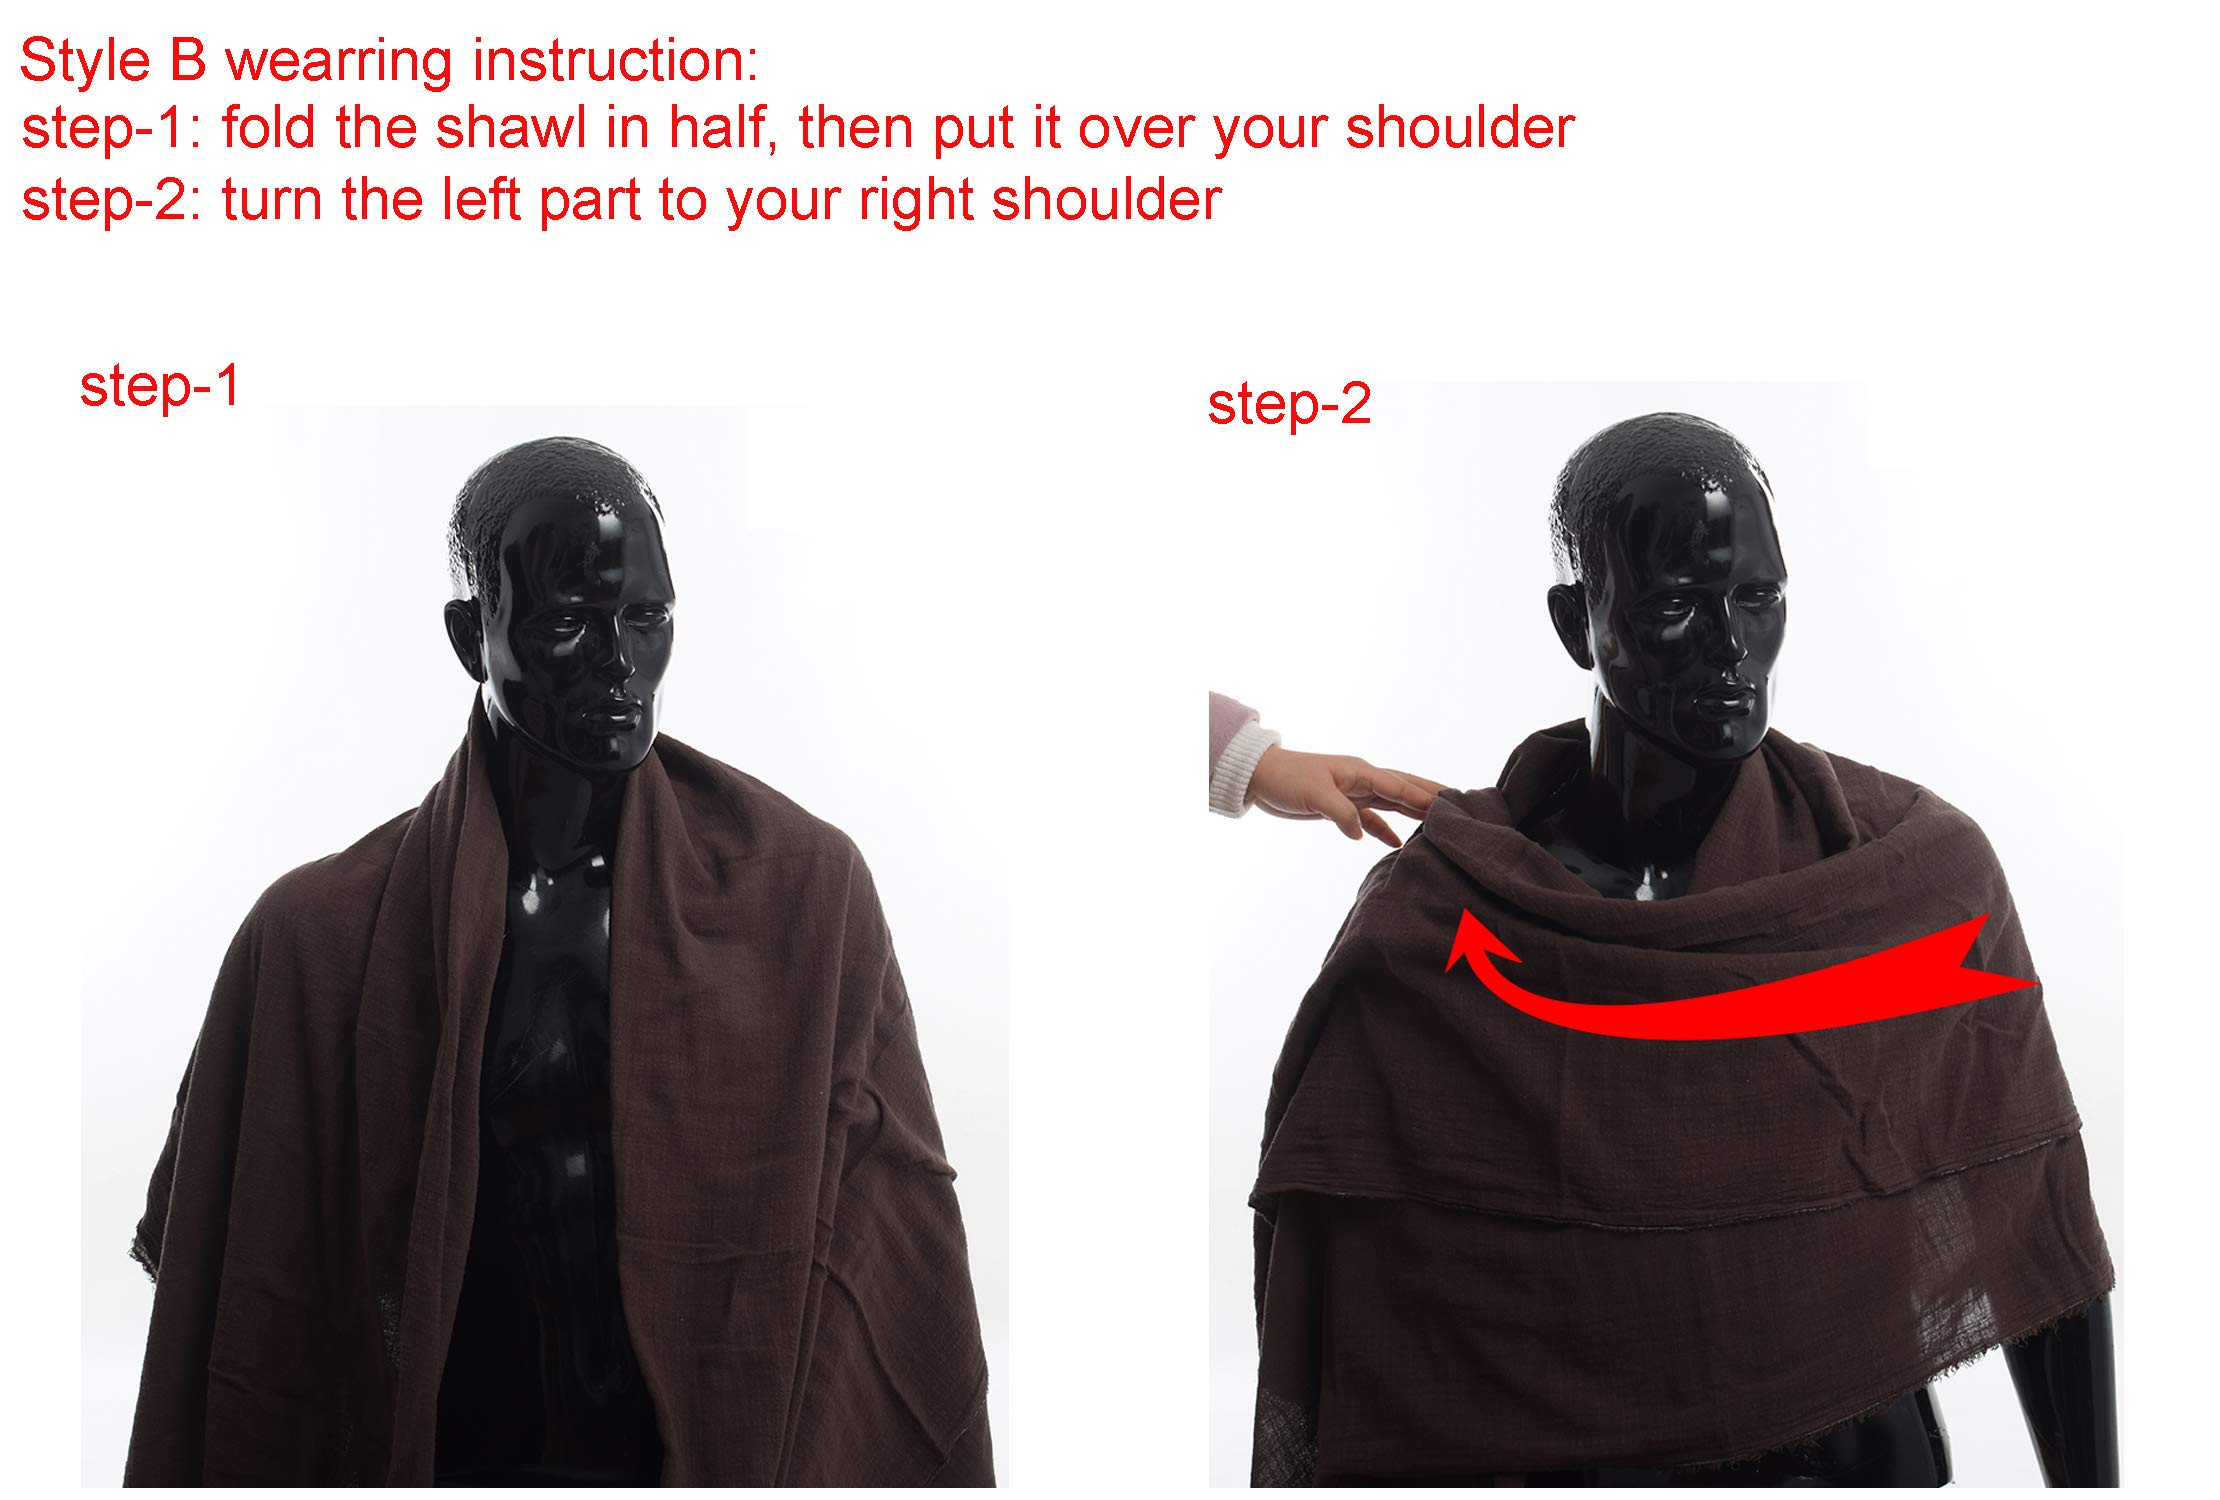 Style B wearring instruction:
step-1: fold the shawl in half, then put it over your shoulder
step-2: turn the left part to your right shoulder
step-1
step-2